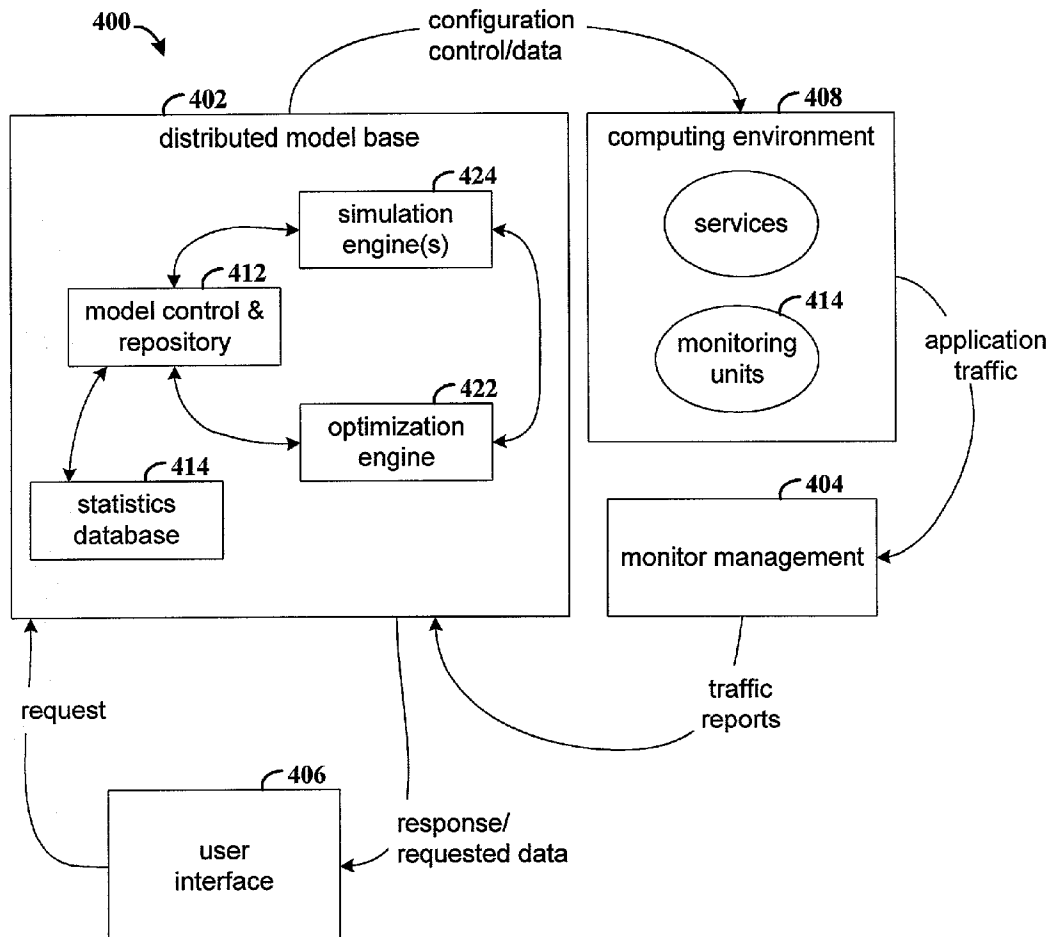 400
configuration
control/data
402
distributed model base
424
simulation
engine(s)
412
model control &
repository
422
optimization
engine
414
statistics
database
408
computing environment
services
414
monitoring
units
application
traffic
404
monitor management
traffic
reports
request
406
user
interface
response/
requested data